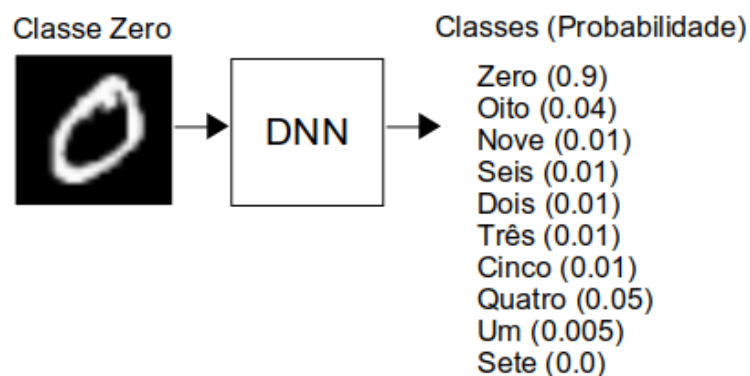 Classe Zero
Classes (Probabilidade)
DNN
Zero (0.9)
Oito (0.04)
Nove (0.01)
Seis (0.01)
Dois (0.01)
Três (0.01)
Cinco (0.01)
Quatro (0.05)
Um (0.005)
Sete (0.0)